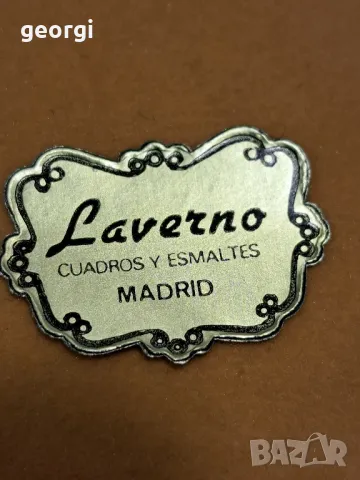 georgi
Laverno
CUADROS Y ESMALTES
MADRID
BAZAR